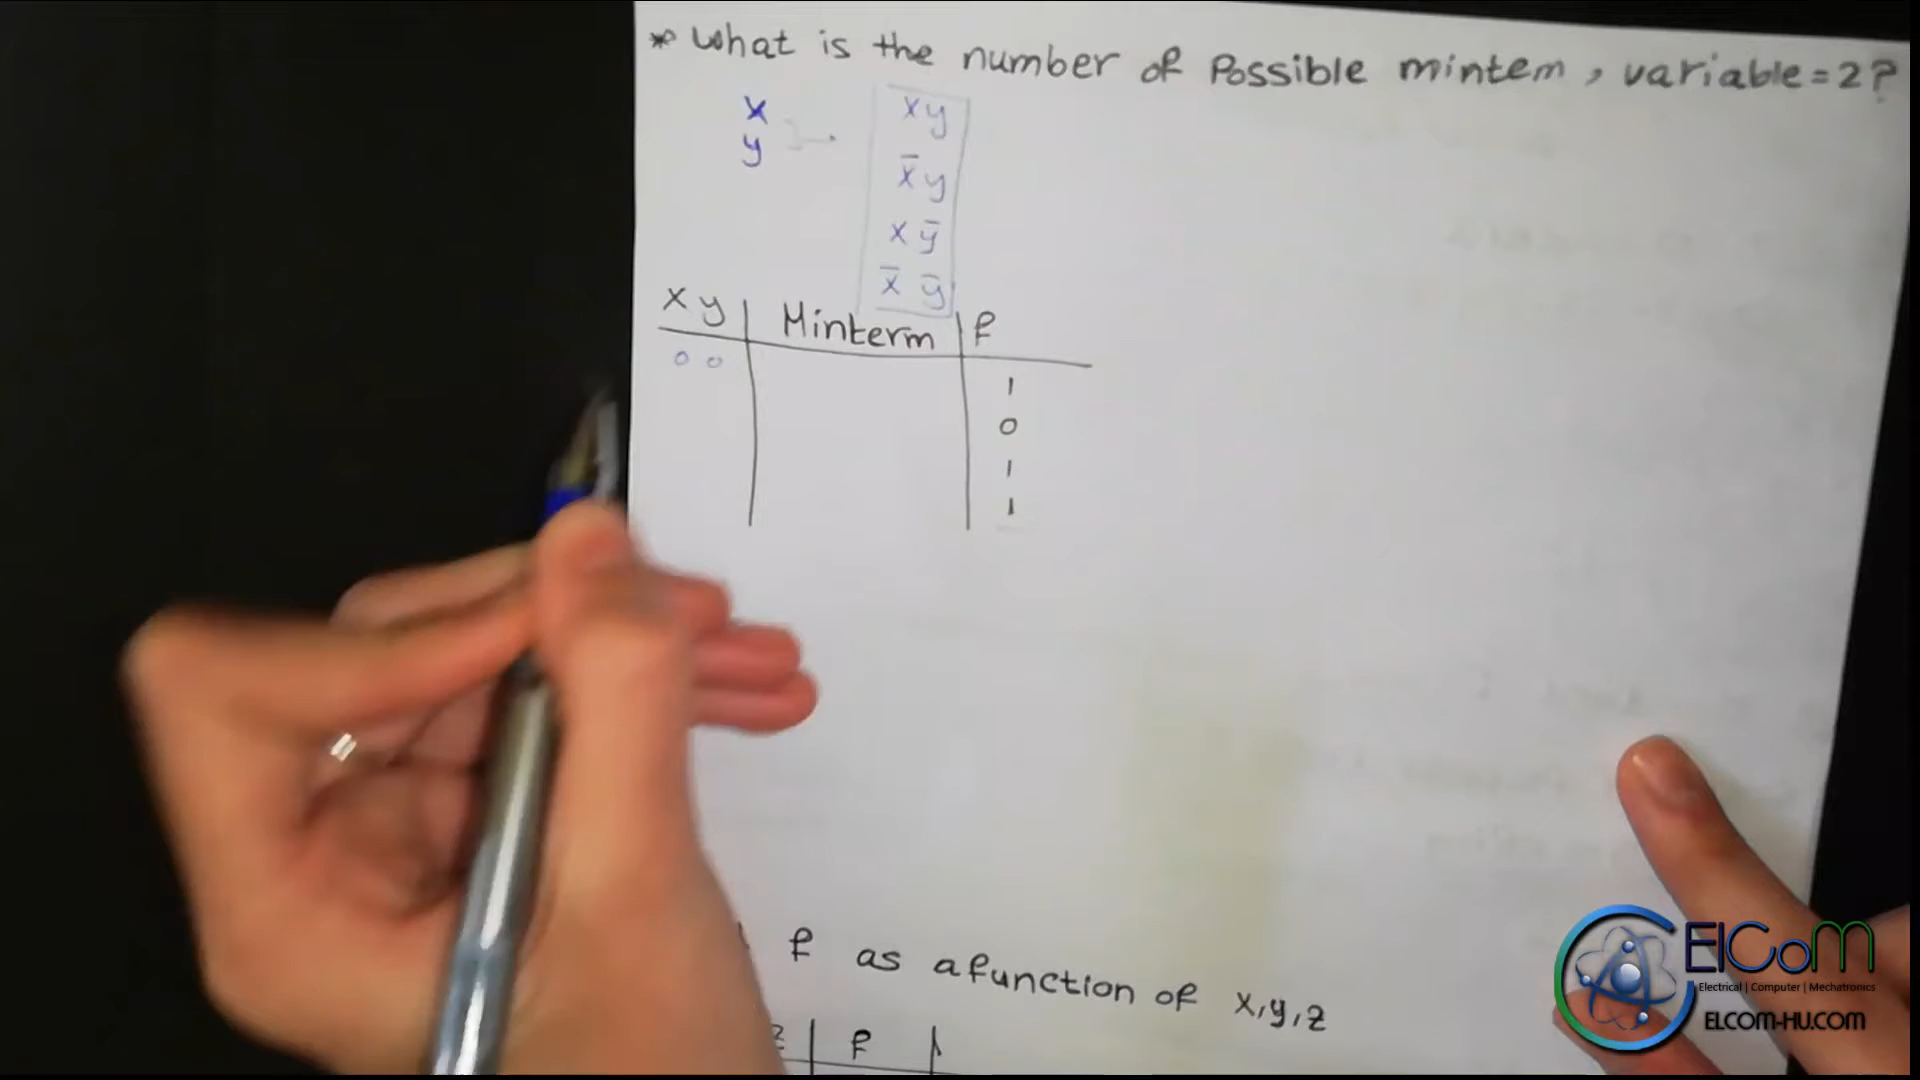 * What is the number of Possible mintem, variable=2?
x
y
xy
x̄y
xȳ
x̄ȳ
x y | Minterm | f
0 0
1
0
1
1
f as afunction of x,y,z
z | f
ElCoM
Electrical | Computer | Mechatronics
ELCOM-HU.COM